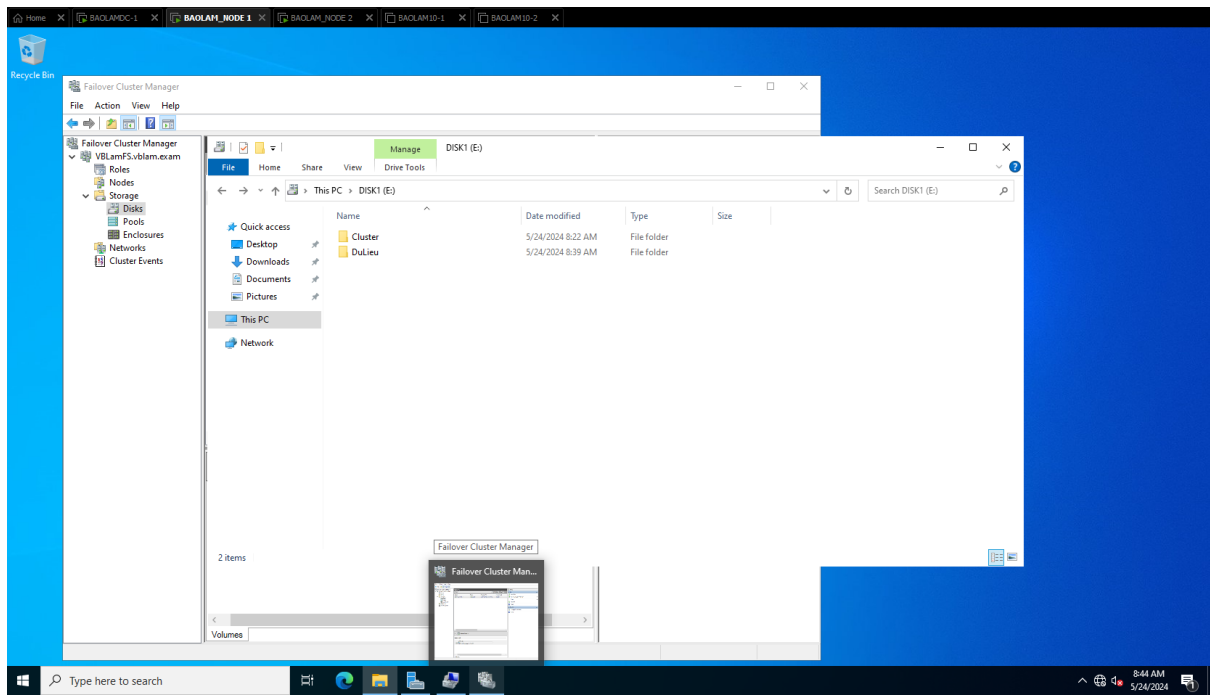 Home BAOLAMDC-1 BAOLAM_NODE 1 BAOLAM_NODE 2 BAOLAM10-1 BAOLAM10-2
Recycle Bin
Failover Cluster Manager
File Action View Help
Failover Cluster Manager
VBLamFS.vblam.exam
Roles
Nodes
Storage
Disks
Pools
Enclosures
Networks
Cluster Events
Manage DISK1 (E:)
File Home Share View Drive Tools
This PC › DISK1 (E:) Search DISK1 (E:)
Name Date modified Type Size
Quick access
Desktop
Downloads
Documents
Pictures
This PC
Network
Cluster 5/24/2024 8:22 AM File folder
DuLieu 5/24/2024 8:39 AM File folder
2 items
Failover Cluster Manager
Failover Cluster Man...
Volumes
Type here to search
8:44 AM
5/24/2024
1